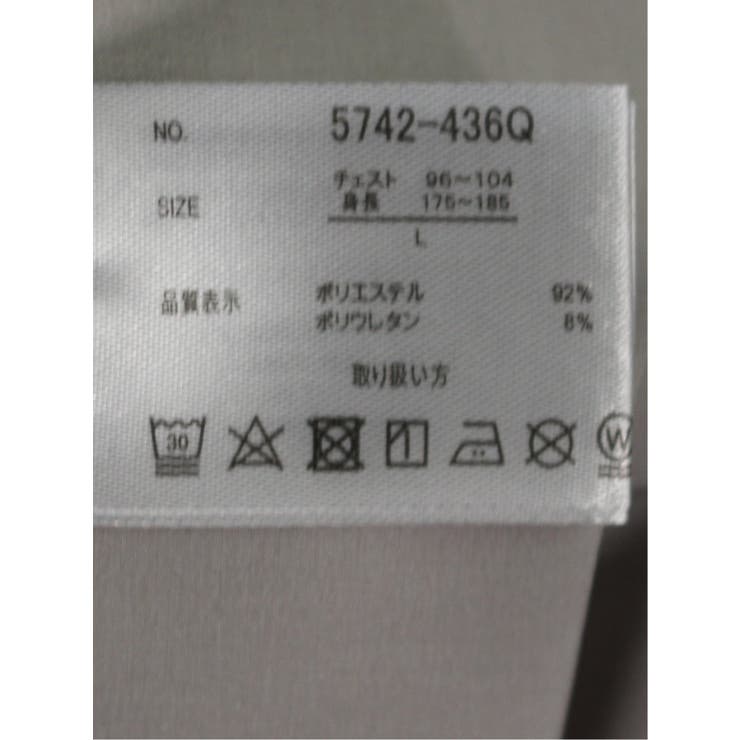 NO. 5742-436Q
SIZE
チェスト 96~104
身長 175~185
L
品質表示 ポリエステル 92%
ポリウレタン 8%
取り扱い方
30
W